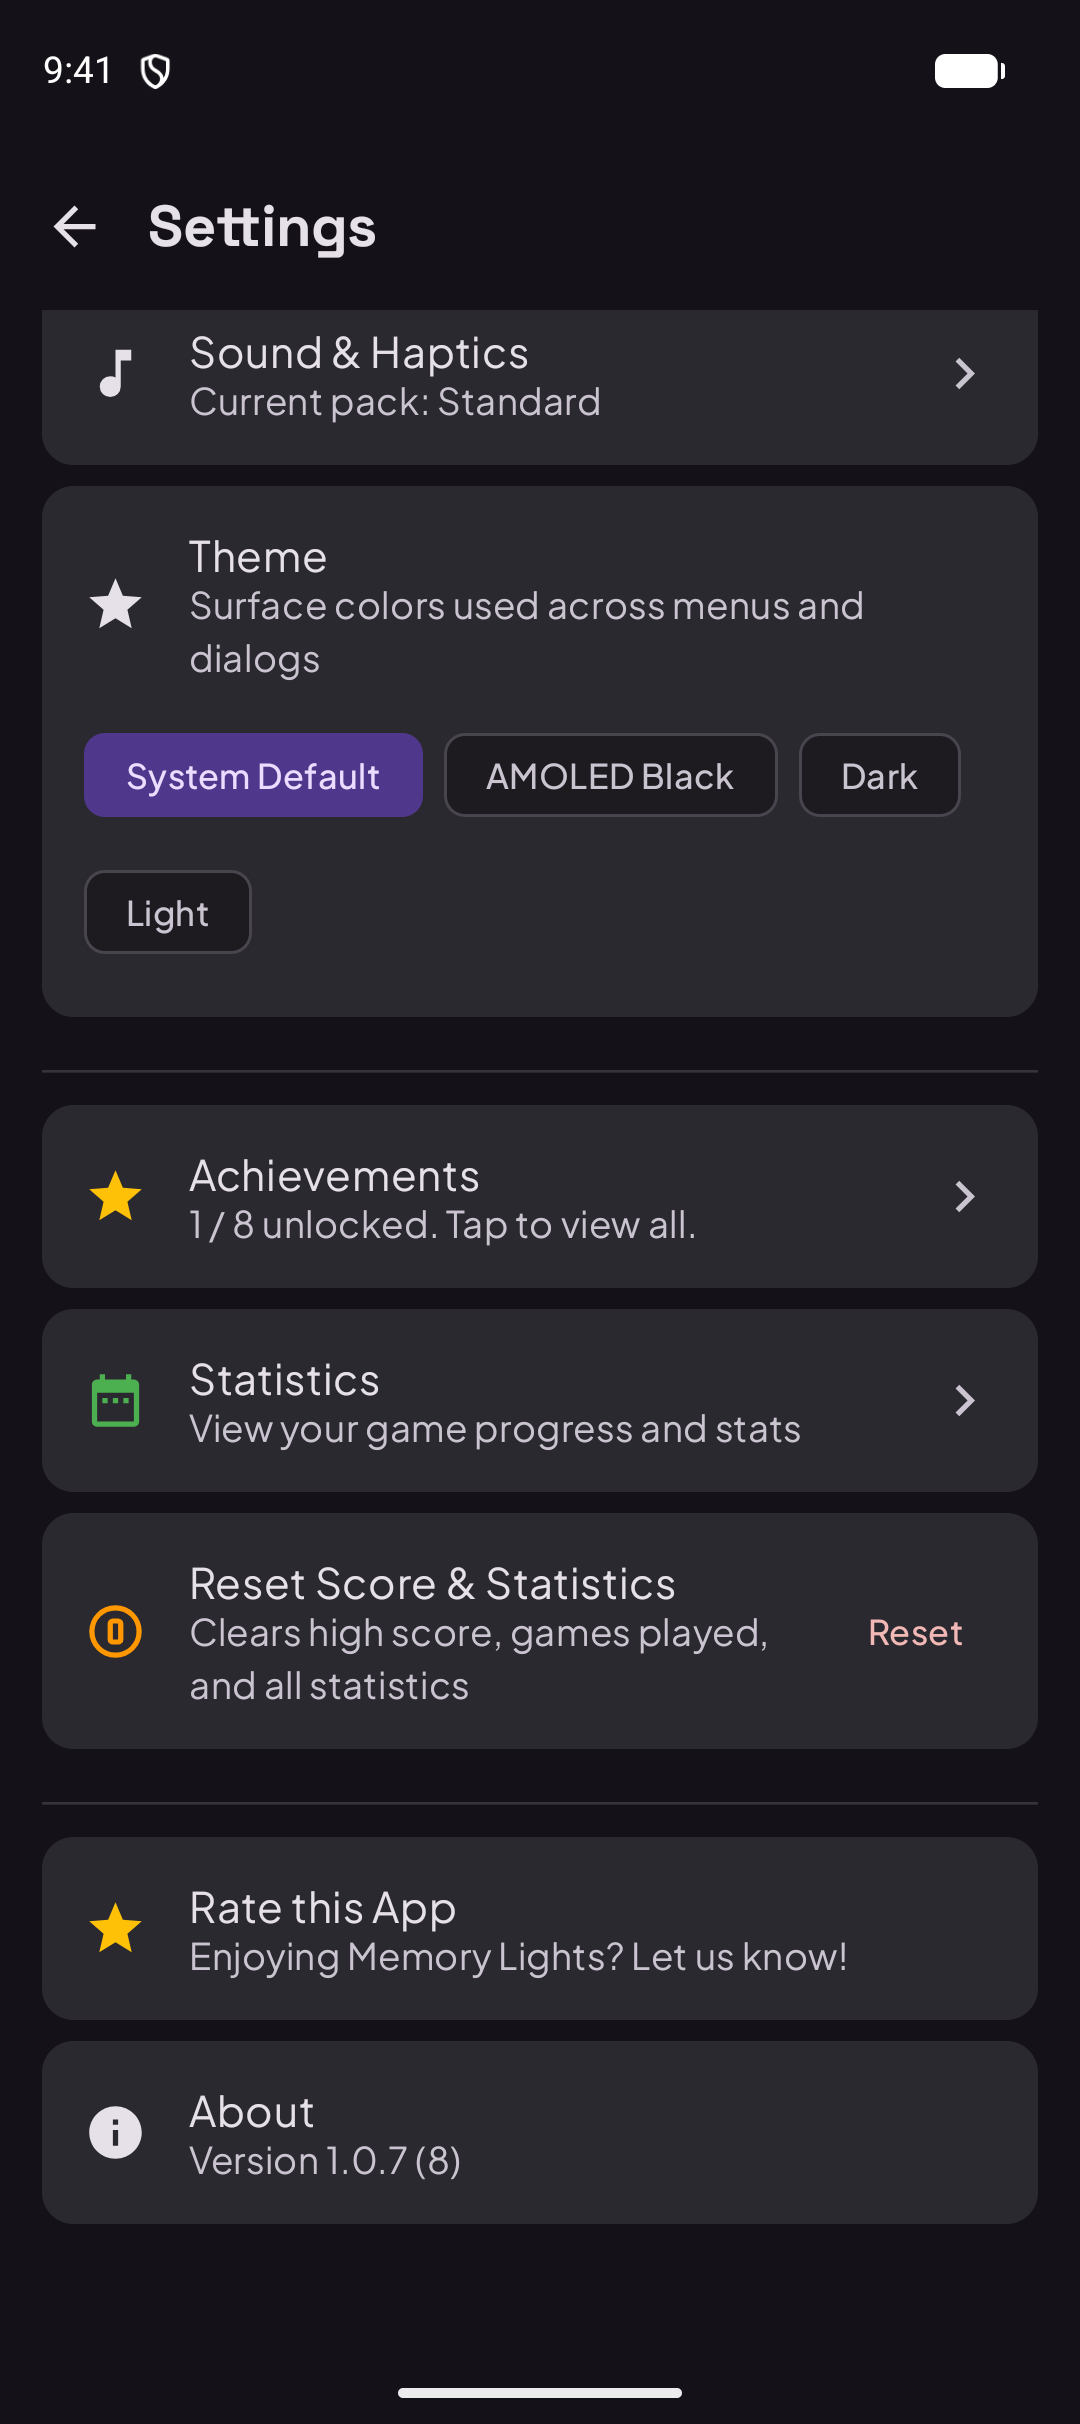 9:41
Settings
Sound & Haptics
Current pack: Standard
Theme
Surface colors used across menus and
dialogs
System Default
AMOLED Black
Dark
Light
Achievements
1 / 8 unlocked. Tap to view all.
Statistics
View your game progress and stats
Reset Score & Statistics
Clears high score, games played,
and all statistics
Reset
Rate this App
Enjoying Memory Lights? Let us know!
About
Version 1.0.7 (8)